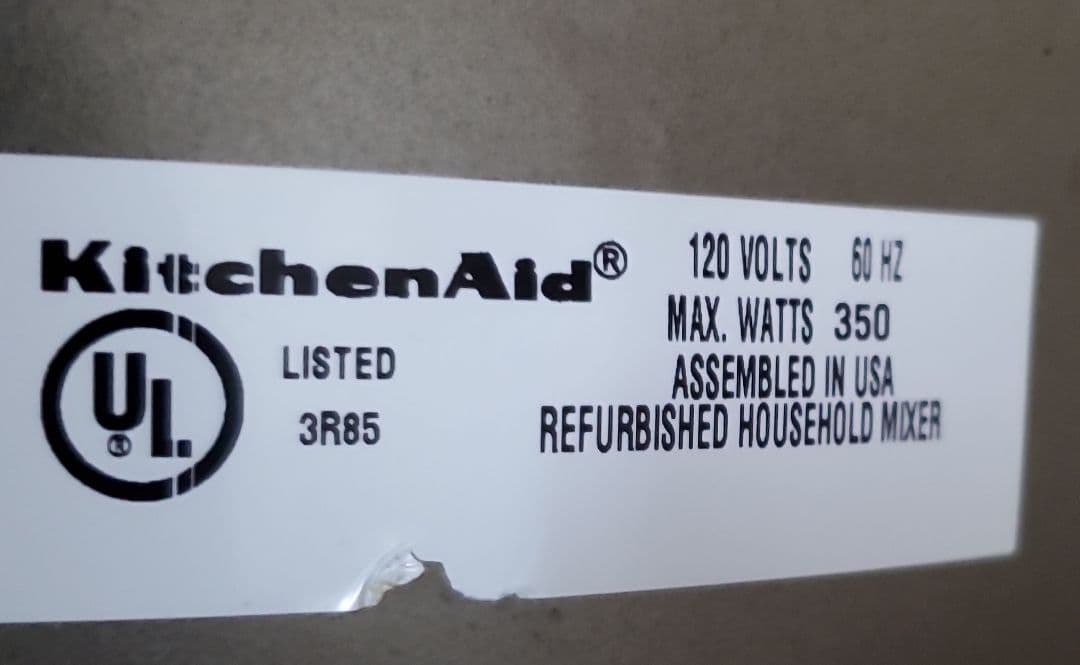 KitchenAid®
UL®
LISTED
3R85
120 VOLTS 60 HZ
MAX. WATTS 350
ASSEMBLED IN USA
REFURBISHED HOUSEHOLD MIXER